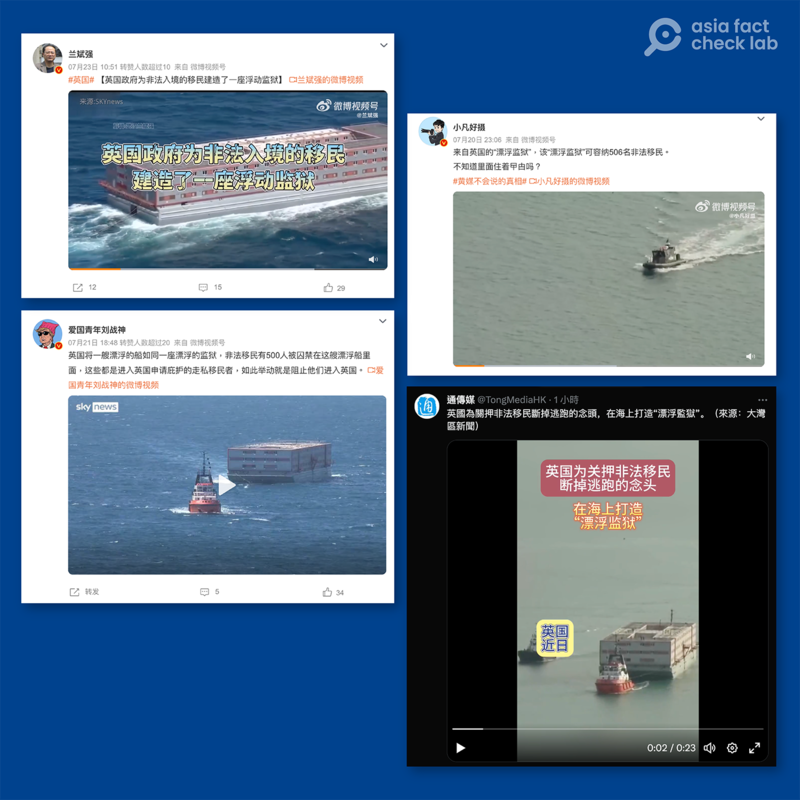 asia fact
check lab
兰斌强
07月23日 10:51 转赞人数超过10 来自 微博视频号
#英国# 【英国政府为非法入境的移民建造了一座浮动监狱】 兰斌强的微博视频
来源:SKYnews
微博视频号
@兰斌强
英国政府为非法入境的移民
建造了一座浮动监狱
12
15
29
爱国青年刘战神
07月21日 18:48 转赞人数超过20 来自 微博视频号
英国将一艘漂浮的船如同一座漂浮的监狱，非法移民有500人被囚禁在这艘漂浮船里
面，这些都是进入英国申请庇护的走私移民者，如此举动就是阻止他们进入英国。 爱
国青年刘战神的微博视频
sky news
转发
5
34
小凡好摄
07月20日 23:06 来自 微博视频号
来自英国的“漂浮监狱”，该“漂浮监狱”可容纳506名非法移民。
不知道里面住着曱甴吗？
#黄媒不会说的真相# 小凡好摄的微博视频
微博视频号
@小凡好摄
通傳媒 @TongMediaHK · 1 小時
英國為關押非法移民斷掉逃跑的念頭，在海上打造“漂浮監獄”。（來源：大灣
區新聞）
英国为关押非法移民
断掉逃跑的念头
在海上打造
“漂浮监狱”
英国
近日
0:02 / 0:23